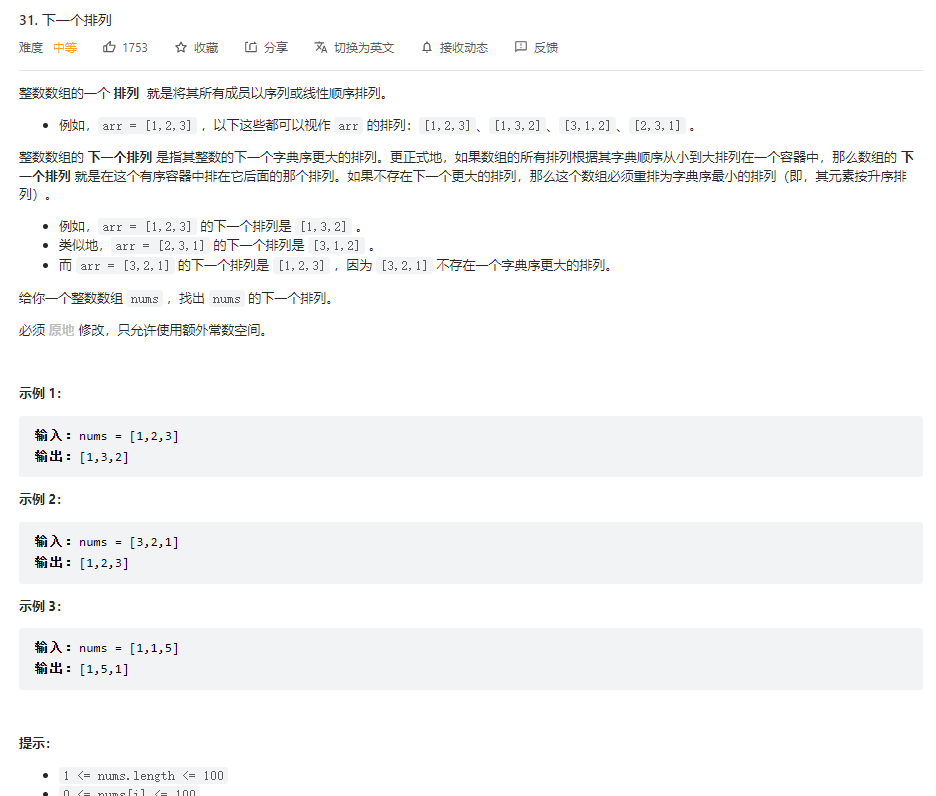 31. 下一个排列
难度 中等 1753 收藏 分享 切换为英文 接收动态 反馈
整数数组的一个 排列 就是将其所有成员以序列或线性顺序排列。
例如，arr = [1,2,3] ，以下这些都可以视作 arr 的排列：[1,2,3]、[1,3,2]、[3,1,2]、[2,3,1] 。
整数数组的 下一个排列 是指其整数的下一个字典序更大的排列。更正式地，如果数组的所有排列根据其字典顺序从小到大排列在一个容器中，那么数组的 下
一个排列 就是在这个有序容器中排在它后面的那个排列。如果不存在下一个更大的排列，那么这个数组必须重排为字典序最小的排列（即，其元素按升序排
列）。
例如，arr = [1,2,3] 的下一个排列是 [1,3,2] 。
类似地，arr = [2,3,1] 的下一个排列是 [3,1,2] 。
而 arr = [3,2,1] 的下一个排列是 [1,2,3] ，因为 [3,2,1] 不存在一个字典序更大的排列。
给你一个整数数组 nums ，找出 nums 的下一个排列。
必须 原地 修改，只允许使用额外常数空间。
示例 1：
输入：nums = [1,2,3]
输出：[1,3,2]
示例 2：
输入：nums = [3,2,1]
输出：[1,2,3]
示例 3：
输入：nums = [1,1,5]
输出：[1,5,1]
提示：
1 <= nums.length <= 100
0 <= nums[i] <= 100